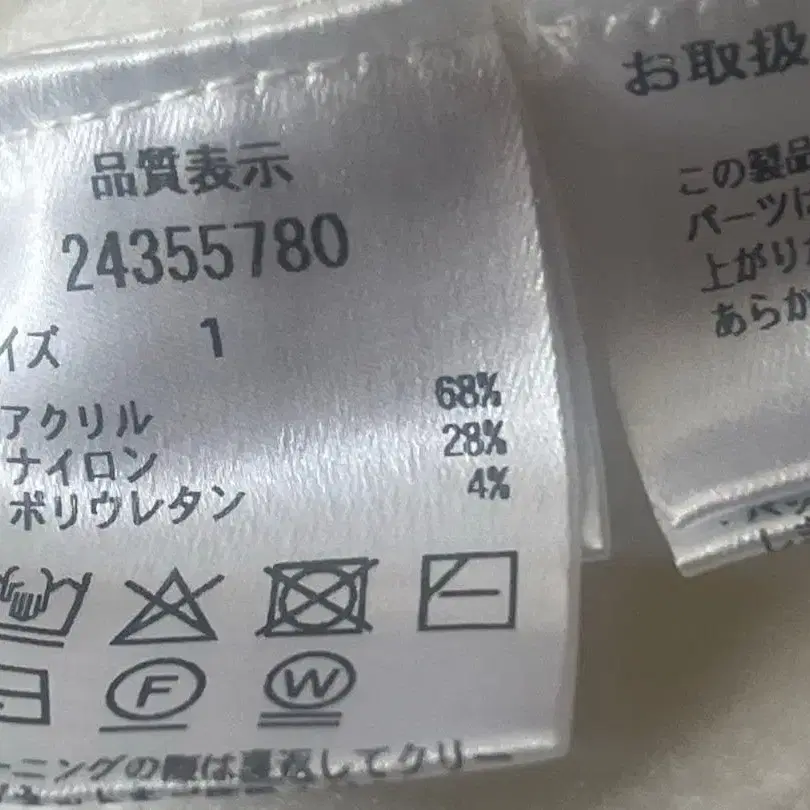 品質表示
24355780
イズ 1
アクリル 68%
ナイロン 28%
ポリウレタン 4%
F
W
ーニングの際は裏返してクリー
お取扱
この製品
パーツに
上がり
あらか